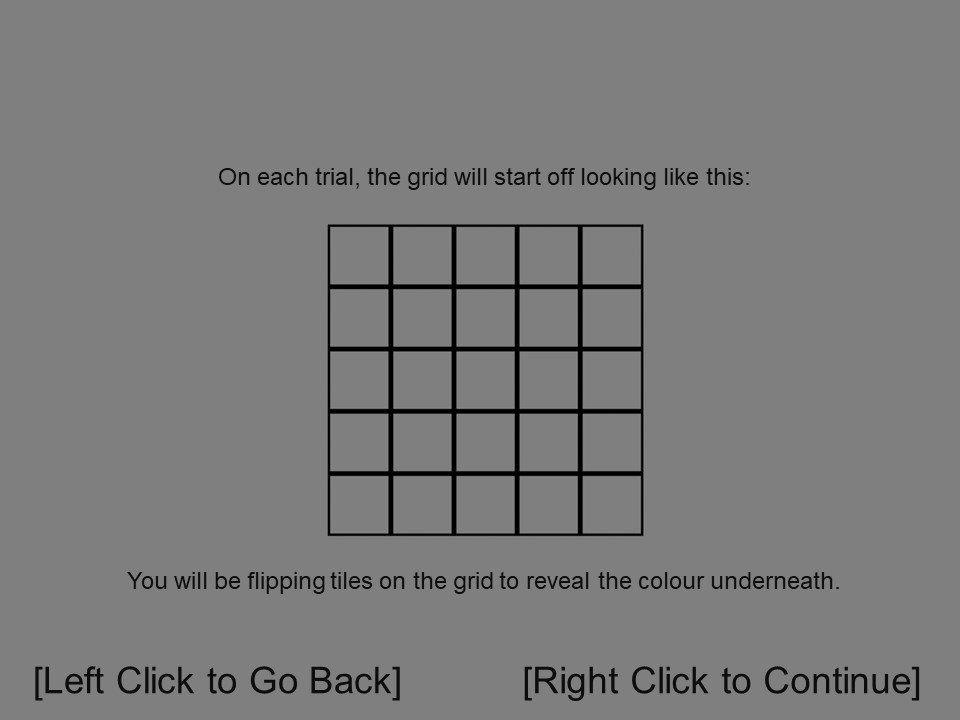 On each trial, the grid will start off looking like this:
You will be flipping tiles on the grid to reveal the colour underneath.
[Left Click to Go Back] [Right Click to Continue]